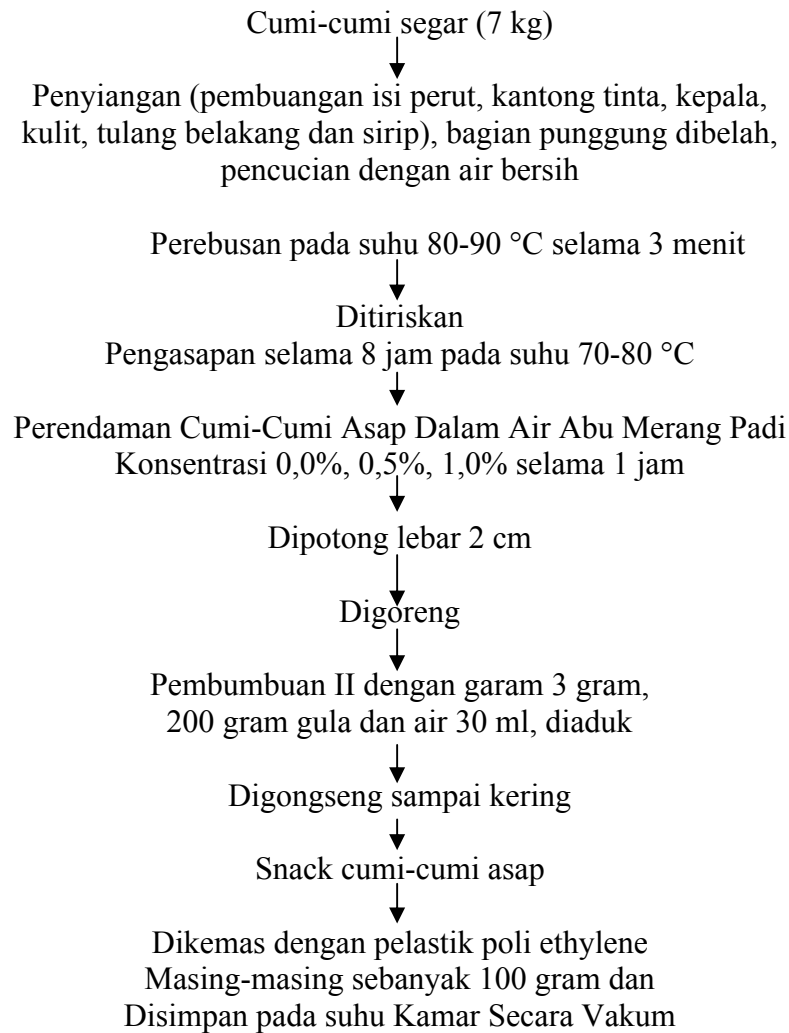 Cumi-cumi segar (7 kg)
Penyiangan (pembuangan isi perut, kantong tinta, kepala,
kulit, tulang belakang dan sirip), bagian punggung dibelah,
pencucian dengan air bersih
Perebusan pada suhu 80-90 °C selama 3 menit
Ditiriskan
Pengasapan selama 8 jam pada suhu 70-80 °C
Perendaman Cumi-Cumi Asap Dalam Air Abu Merang Padi
Konsentrasi 0,0%, 0,5%, 1,0% selama 1 jam
Dipotong lebar 2 cm
Digoreng
Pembumbuan II dengan garam 3 gram,
200 gram gula dan air 30 ml, diaduk
Digongseng sampai kering
Snack cumi-cumi asap
Dikemas dengan pelastik poli ethylene
Masing-masing sebanyak 100 gram dan
Disimpan pada suhu Kamar Secara Vakum